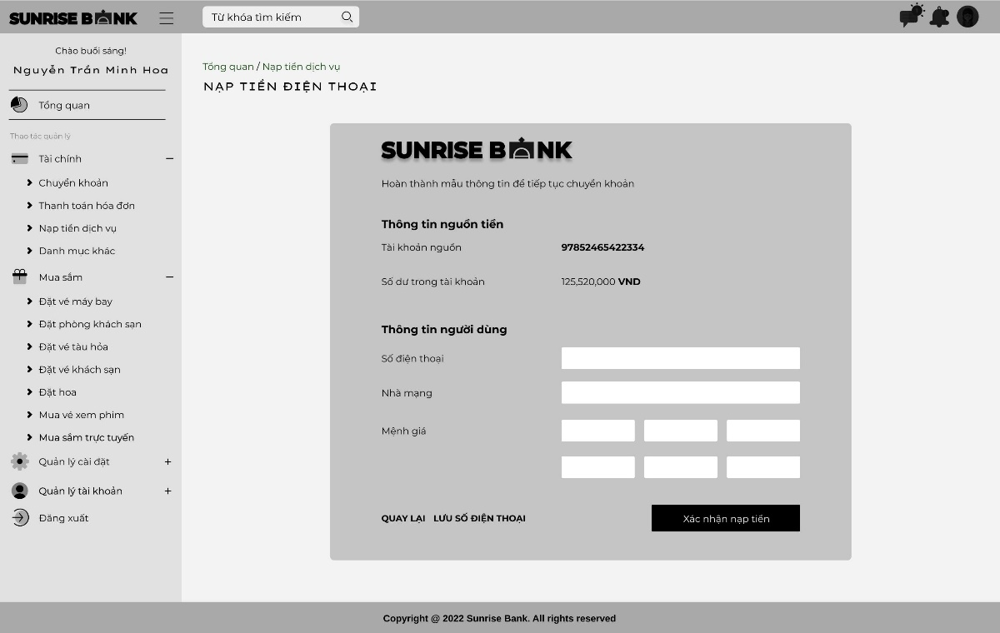 SUNRISE BANK
Từ khóa tìm kiếm
Chào buổi sáng!
Nguyễn Trần Minh Hoa
Tổng quan
Thao tác quản lý
Tài chính
Chuyển khoản
Thanh toán hóa đơn
Nạp tiền dịch vụ
Danh mục khác
Mua sắm
Đặt vé máy bay
Đặt phòng khách sạn
Đặt vé tàu hỏa
Đặt vé khách sạn
Đặt hoa
Mua vé xem phim
Mua sắm trực tuyến
Quản lý cài đặt
Quản lý tài khoản
Đăng xuất
Tổng quan / Nạp tiền dịch vụ
NẠP TIỀN ĐIỆN THOẠI
SUNRISE BANK
Hoàn thành mẫu thông tin để tiếp tục chuyển khoản
Thông tin nguồn tiền
Tài khoản nguồn 97852465422334
Số dư trong tài khoản 125,520,000 VND
Thông tin người dùng
Số điện thoại
Nhà mạng
Mệnh giá
QUAY LẠI LƯU SỐ ĐIỆN THOẠI Xác nhận nạp tiền
Copyright @ 2022 Sunrise Bank. All rights reserved